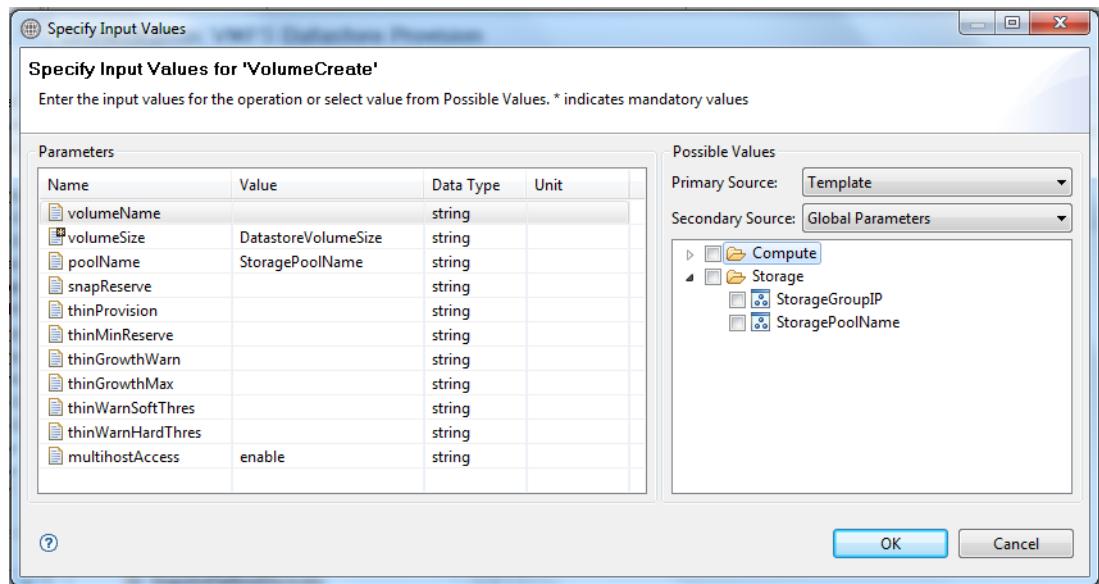 Specify Input Values
Specify Input Values for 'VolumeCreate'
Enter the input values for the operation or select value from Possible Values. * indicates mandatory values
Parameters
Name Value Data Type Unit
volumeName string
volumeSize DatastoreVolumeSize string
poolName StoragePoolName string
snapReserve string
thinProvision string
thinMinReserve string
thinGrowthWarn string
thinGrowthMax string
thinWarnSoftThres string
thinWarnHardThres string
multihostAccess enable string
Possible Values
Primary Source: Template
Secondary Source: Global Parameters
Compute
Storage
StorageGroupIP
StoragePoolName
OK Cancel